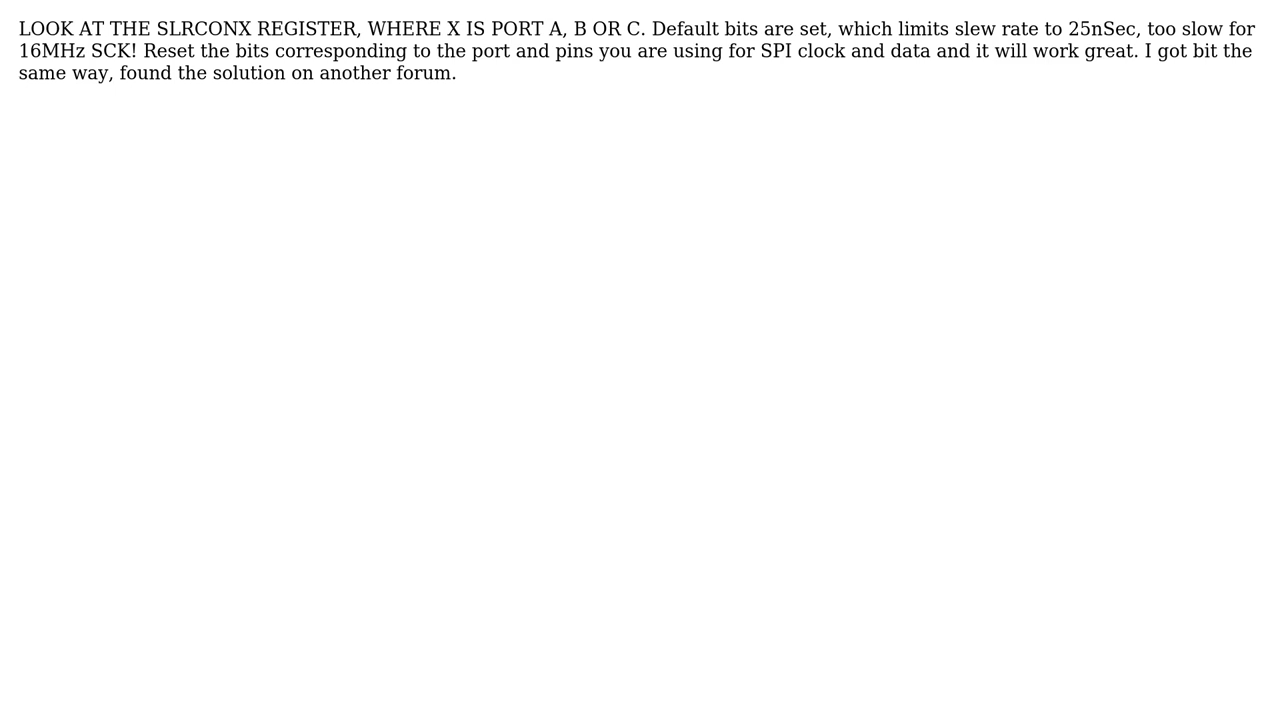 LOOK AT THE SLRCONX REGISTER, WHERE X IS PORT A, B OR C. Default bits are set, which limits slew rate to 25nSec, too slow for
16MHz SCK! Reset the bits corresponding to the port and pins you are using for SPI clock and data and it will work great. I got bit the
same way, found the solution on another forum.